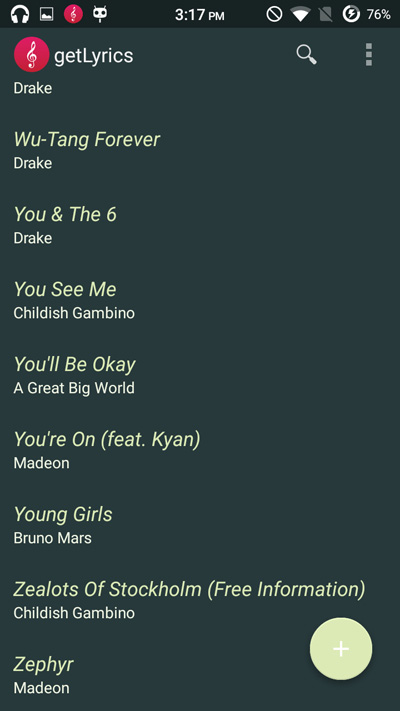 3:17 PM
76%
getLyrics
Drake
Wu-Tang Forever
Drake
You & The 6
Drake
You See Me
Childish Gambino
You'll Be Okay
A Great Big World
You're On (feat. Kyan)
Madeon
Young Girls
Bruno Mars
Zealots Of Stockholm (Free Information)
Childish Gambino
+
Zephyr
Madeon